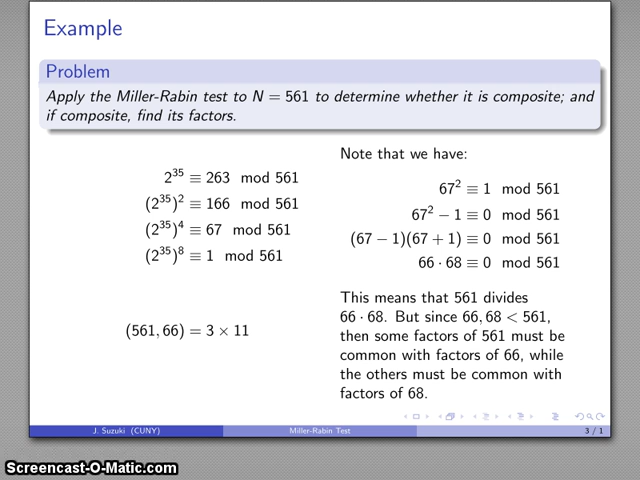 Example
Problem
Apply the Miller-Rabin test to N = 561 to determine whether it is composite; and
if composite, find its factors.
2^35 ≡ 263 mod 561
(2^35)^2 ≡ 166 mod 561
(2^35)^4 ≡ 67 mod 561
(2^35)^8 ≡ 1 mod 561
(561, 66) = 3 × 11
Note that we have:
67^2 ≡ 1 mod 561
67^2 − 1 ≡ 0 mod 561
(67 − 1)(67 + 1) ≡ 0 mod 561
66 · 68 ≡ 0 mod 561
This means that 561 divides
66 · 68. But since 66, 68 < 561,
then some factors of 561 must be
common with factors of 66, while
the others must be common with
factors of 68.
J. Suzuki (CUNY) Miller-Rabin Test 3 / 1
Screencast-O-Matic.com